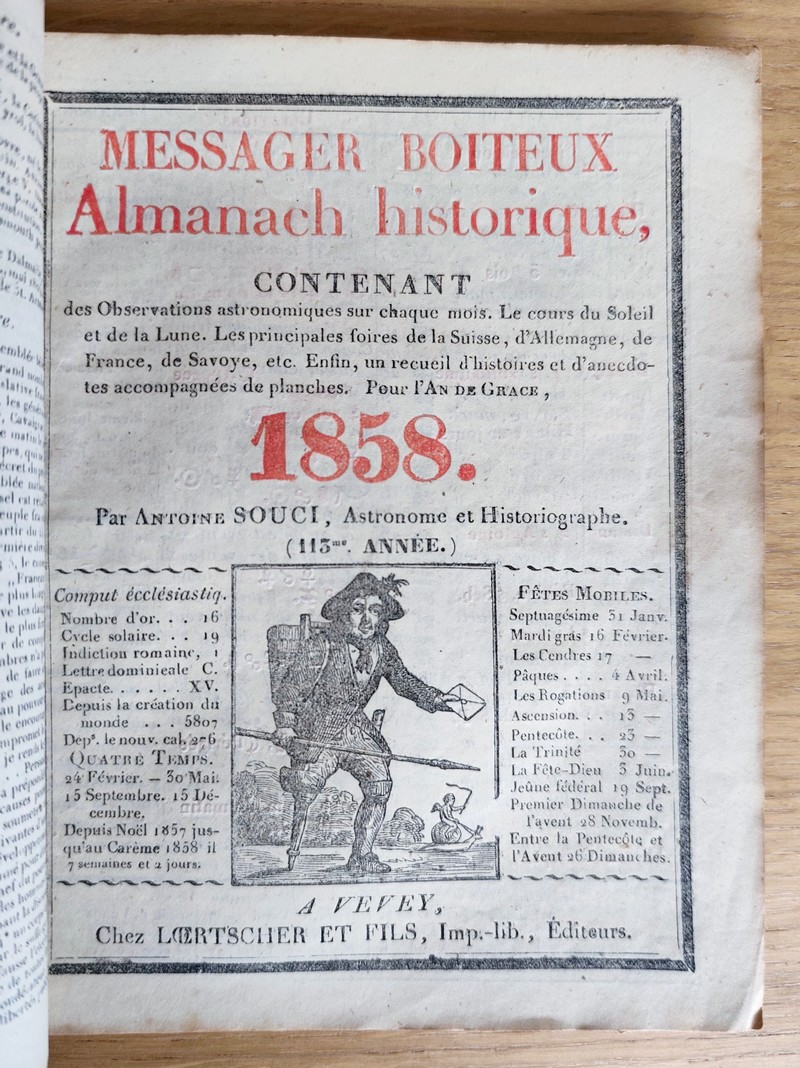 MESSAGER BOITEUX
Almanach historique,
CONTENANT
des Observations astronomiques sur chaque mois. Le cours du Soleil
et de la Lune. Les principales foires de la Suisse, d'Allemagne, de
France, de Savoye, etc. Enfin, un recueil d'histoires et d'anecdo-
tes accompagnées de planches. Pour l'AN DE GRACE,
1858.
Par ANTOINE SOUCI, Astronome et Historiographe.
(113me. ANNÉE.)
Comput écclésiastiq.
Nombre d'or. . . 16
Cycle solaire. . . 19
Indiction romaine, 1
Lettre dominicale C.
Epacte. . . . . . XV.
Depuis la création du
monde . . . 5807
Deps. le nouv. cal. 276
QUATRE TEMPS.
24 Février. — 30 Mai.
15 Septembre. 15 Dé-
cembre.
Depuis Noël 1857 jus-
qu'au Carème 1858 il
7 semaines et 2 jours.
FÊTES MOBILES.
Septuagésime 31 Janv.
Mardi gras 16 Février.
Les Cendres 17 —
Pâques . . . . 4 Avril.
Les Rogations 9 Mai.
Ascension. . . 13 —
Pentecôte. . . 23 —
La Trinité 30 —
La Fête-Dieu 3 Juin.
Jeûne fédéral 19 Sept.
Premier Dimanche de
l'avent 28 Novemb.
Entre la Pentecôte et
l'Avent 26 Dimanches.
A VEVEY,
Chez LŒRTSCHER ET FILS, Imp.-lib., Éditeurs.